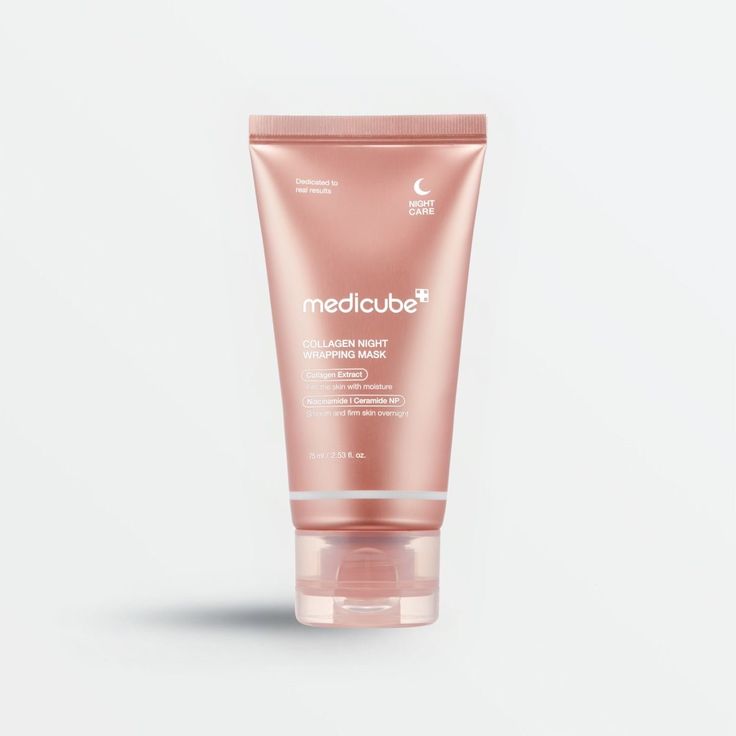 Dedicated to
real results
NIGHT
CARE
medicube
COLLAGEN NIGHT
WRAPPING MASK
Collagen Extract
the skin with moisture
Niacinamide | Ceramide NP
and firm skin overnight
75 ml / 2.53 fl. oz.